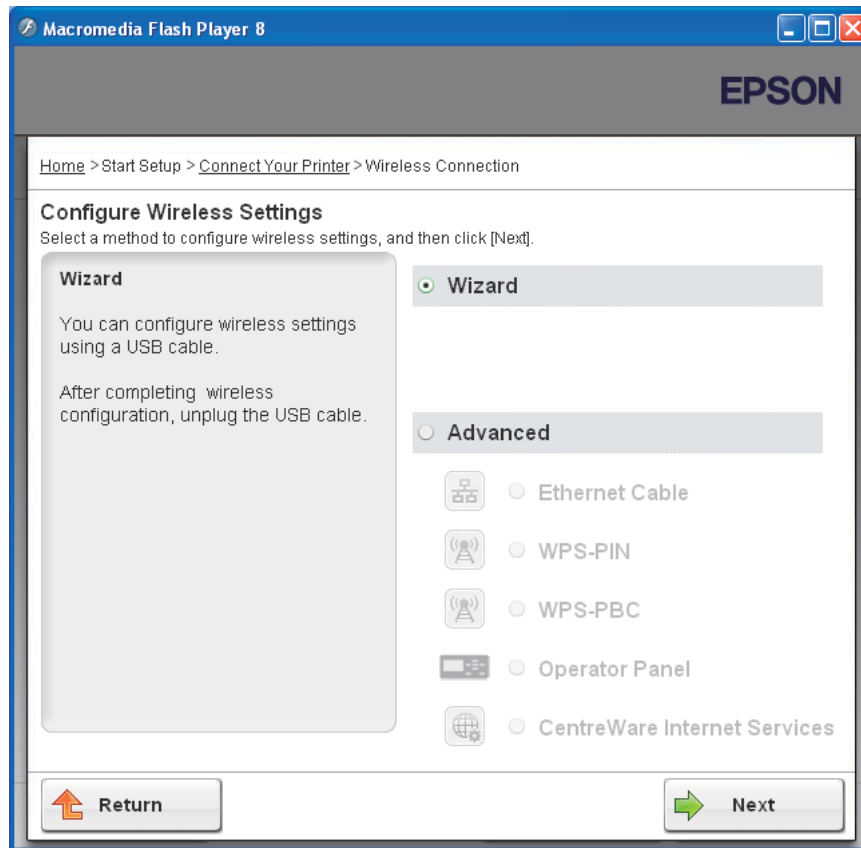 Macromedia Flash Player 8
EPSON
Home > Start Setup > Connect Your Printer > Wireless Connection
Configure Wireless Settings
Select a method to configure wireless settings, and then click [Next].
Wizard
You can configure wireless settings
using a USB cable.
After completing wireless
configuration, unplug the USB cable.
Wizard
Advanced
Ethernet Cable
WPS-PIN
WPS-PBC
Operator Panel
CentreWare Internet Services
Return
Next